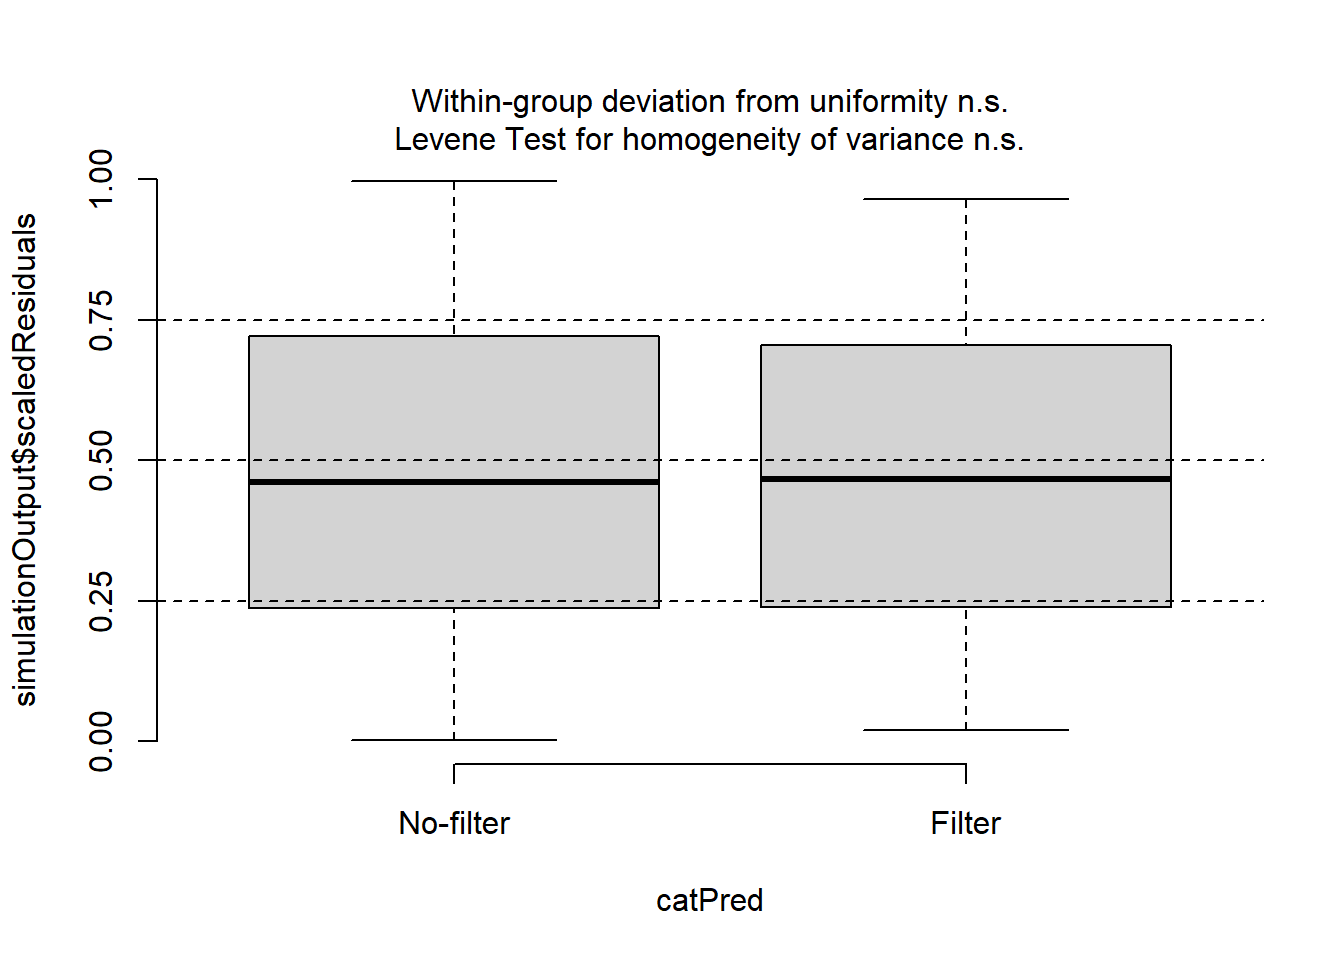 Within-group deviation from uniformity n.s.
Levene Test for homogeneity of variance n.s.
simulationOutput$scaledResiduals
1.00
0.75
0.50
0.25
0.00
No-filter
Filter
catPred